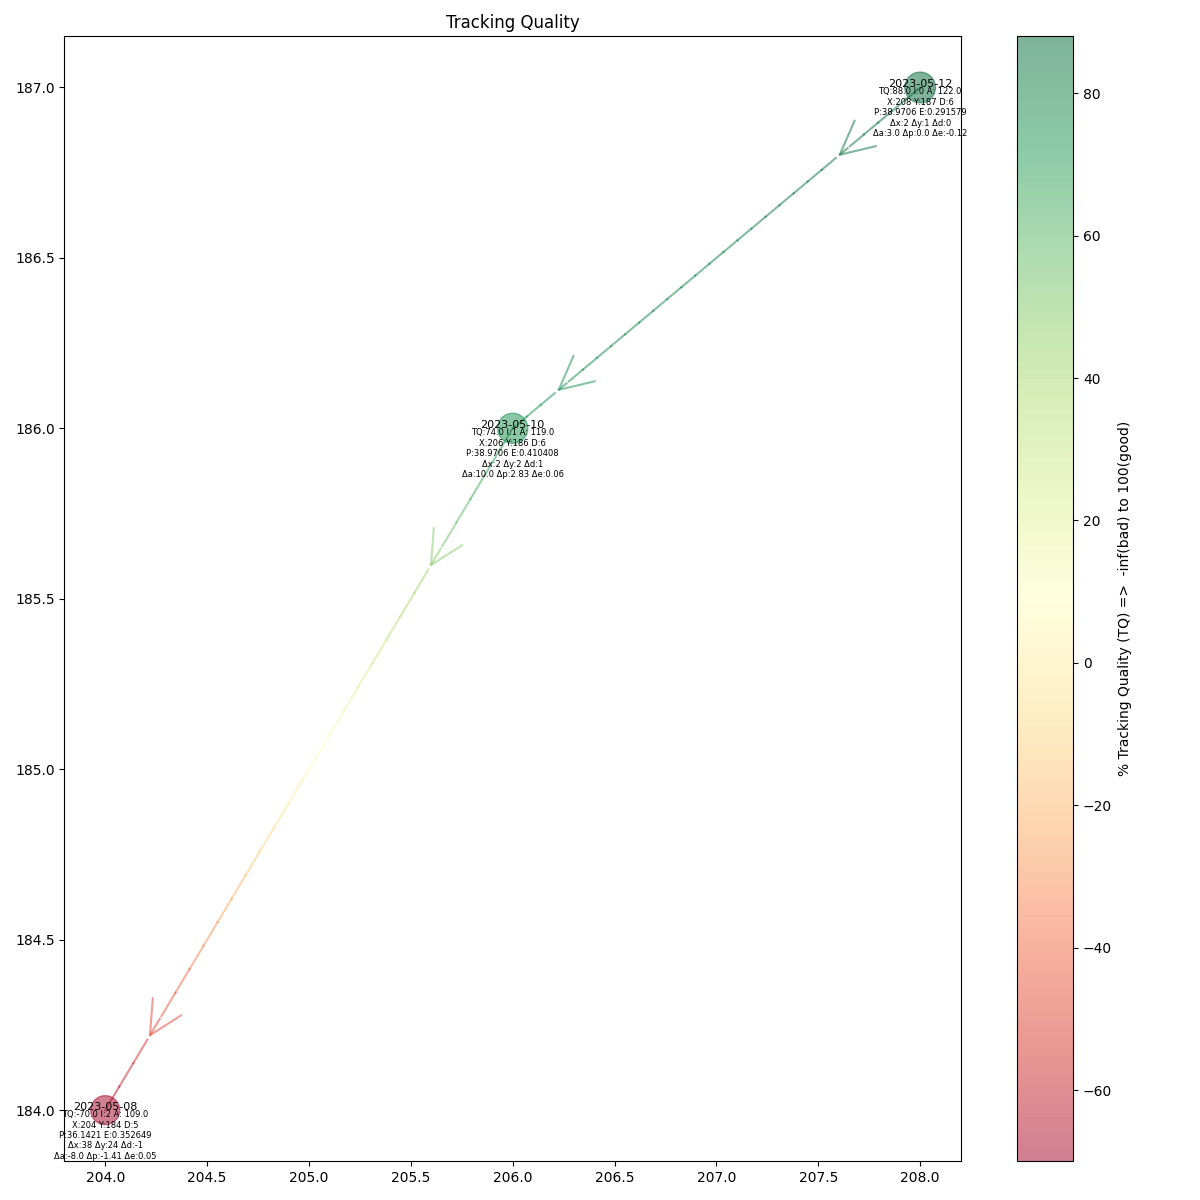 Tracking Quality
187.0
186.5
186.0
185.5
185.0
184.5
184.0
204.0
204.5
205.0
205.5
206.0
206.5
207.0
207.5
208.0
2023-05-12
TQ:88.0 I:0 A: 122.0
X:208 Y:187 D:6
P:38.9706 E:0.291579
Δx:2 Δy:1 Δd:0
Δa:3.0 Δp:0.0 Δe:-0.12
2023-05-10
TQ:74.0 I:1 A: 119.0
X:206 Y:186 D:6
P:38.9706 E:0.410408
Δx:2 Δy:2 Δd:1
Δa:10.0 Δp:2.83 Δe:0.06
2023-05-08
TQ:-70.0 I:2 A: 109.0
X:204 Y:184 D:5
P:36.1421 E:0.352649
Δx:38 Δy:24 Δd:-1
Δa:-8.0 Δp:-1.41 Δe:0.05
80
60
40
20
0
−20
−40
−60
% Tracking Quality (TQ) => -inf(bad) to 100(good)